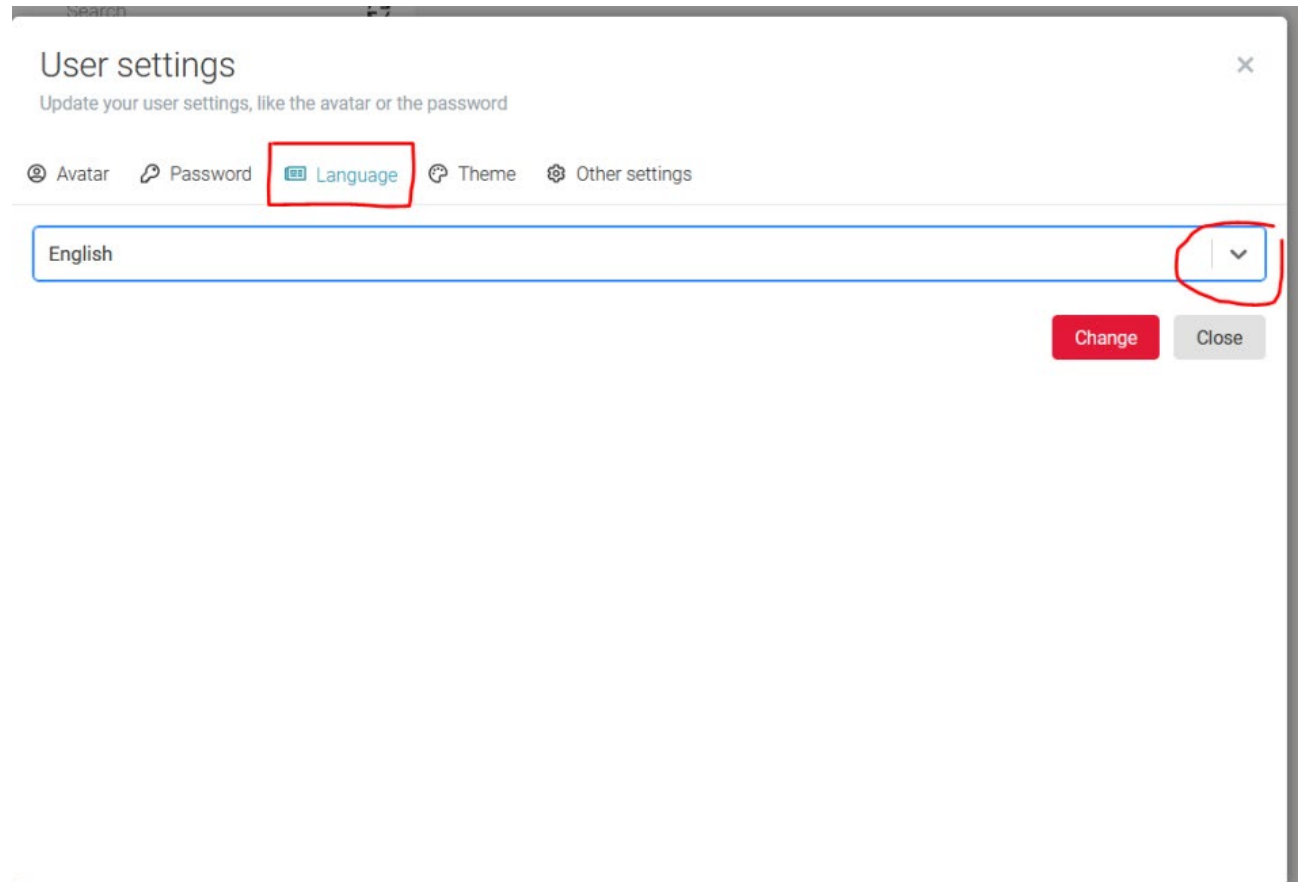 Search
User settings
Update your user settings, like the avatar or the password
Avatar Password Language Theme Other settings
English
Change Close